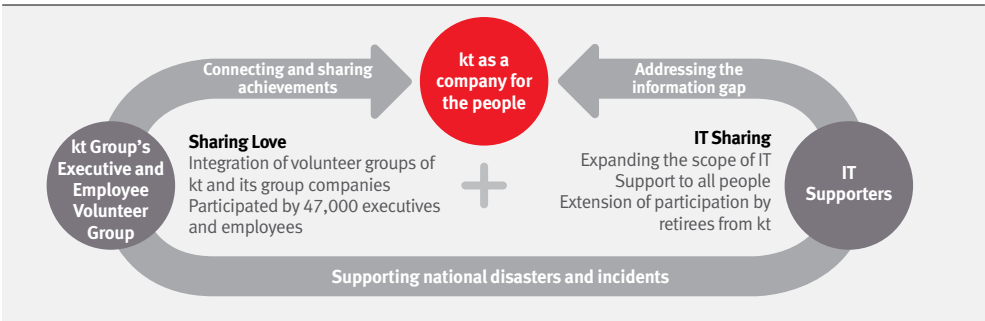 kt as a
company for
the people
Connecting and sharing
achievements
Addressing the
information gap
kt Group's
Executive and
Employee
Volunteer
Group
Sharing Love
Integration of volunteer groups of
kt and its group companies
Participated by 47,000 executives
and employees
IT Sharing
Expanding the scope of IT
Support to all people
Extension of participation by
retirees from kt
IT
Supporters
Supporting national disasters and incidents